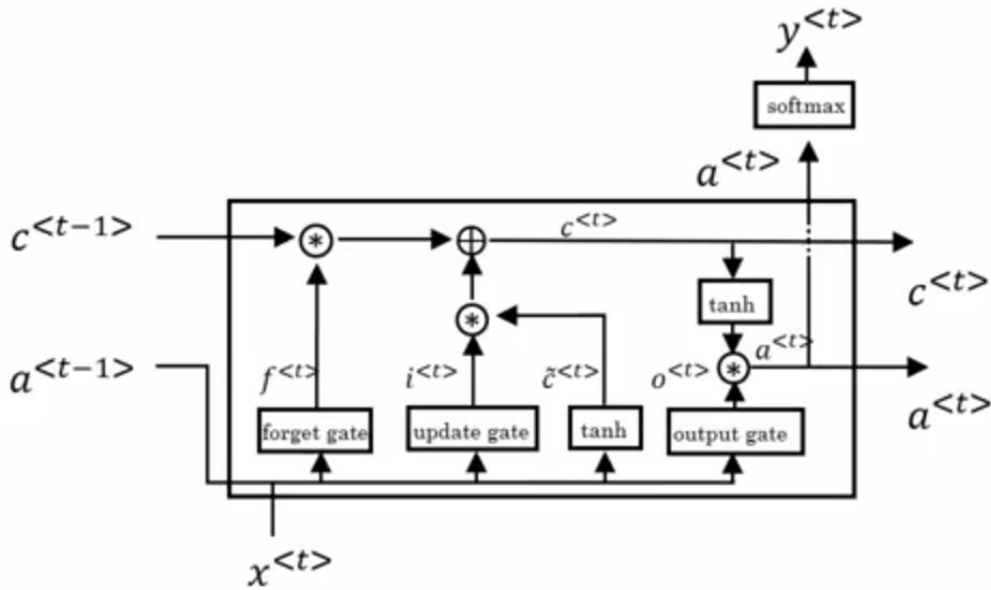 y<t>
softmax
a<t>
c<t-1>
c<t>
c<t>
tanh
a<t-1>
f<t>
i<t>
c̃<t>
o<t>
a<t>
a<t>
forget gate
update gate
tanh
output gate
x<t>